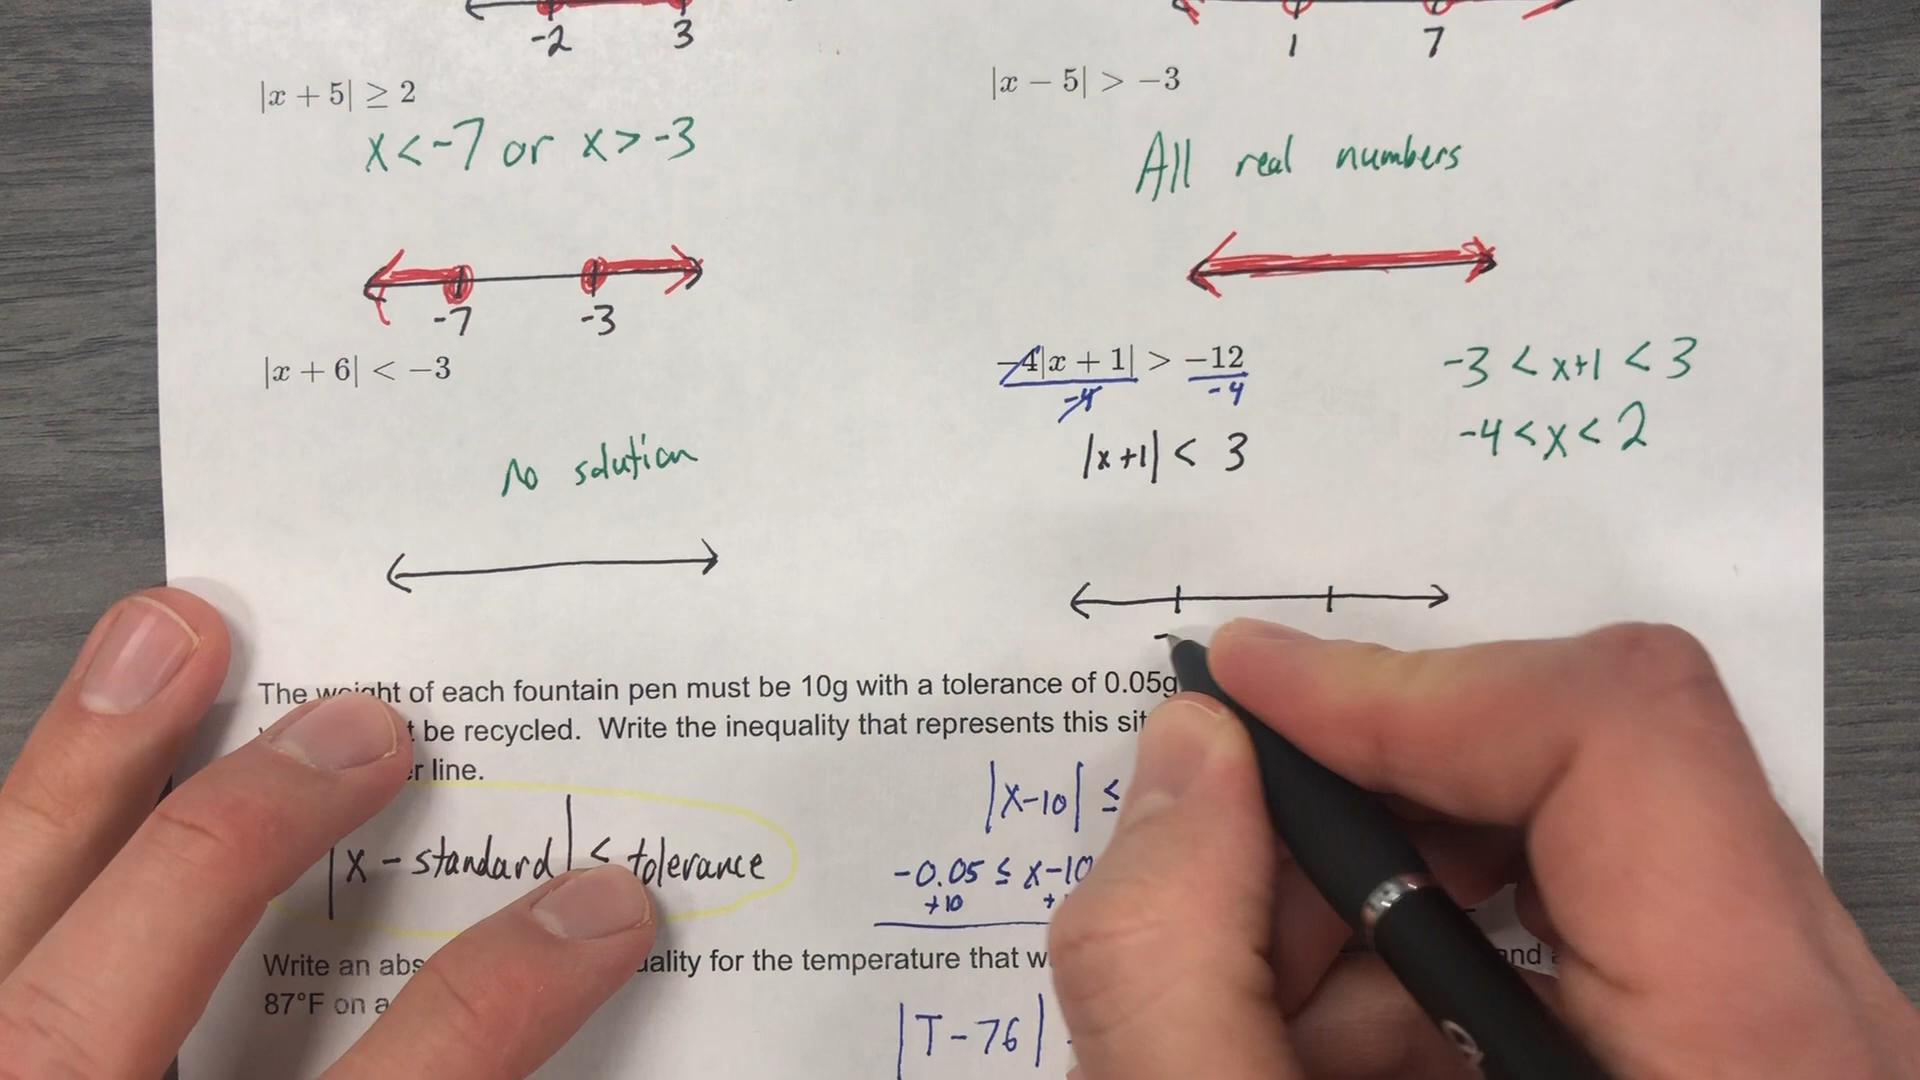 -2 3
1 7
|x + 5| ≥ 2
x < -7 or x > -3
-7 -3
|x − 5| > −3
All real numbers
|x + 6| < −3
No solution
−4|x + 1| > −12
-4 -4
|x+1| < 3
-3 < x+1 < 3
-4 < x < 2
-
The weight of each fountain pen must be 10g with a tolerance of 0.05g
be recycled. Write the inequality that represents this
line.
|x - standard| < tolerance
|x-10| ≤
-0.05 ≤ x-10
+10 +
Write an for the temperature that
and
87°F on a
|T-76|